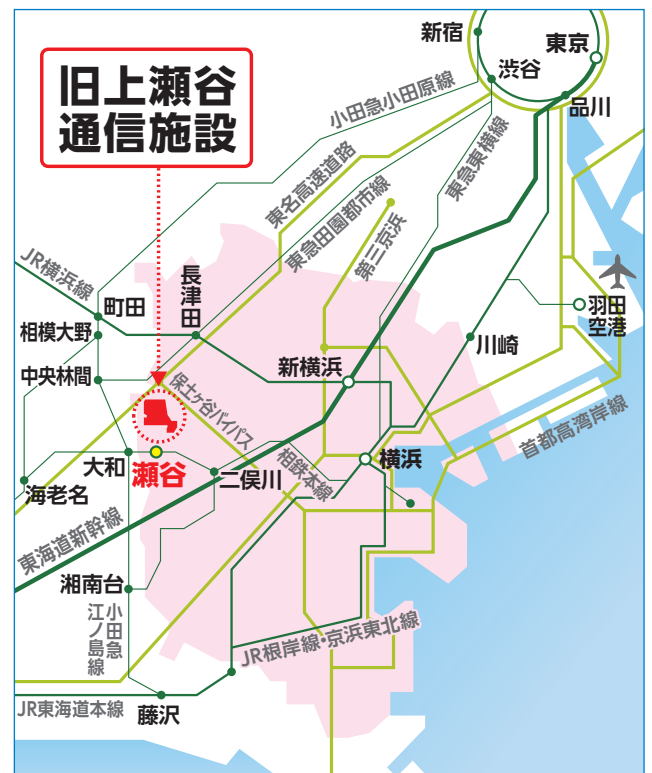 旧上瀬谷
通信施設
新宿
東京
渋谷
品川
小田急小田原線
東名高速道路
東急田園都市線
東急東横線
第三京浜
JR横浜線
町田
長津田
相模大野
羽田
空港
川崎
中央林間
新横浜
保土ヶ谷バイパス
首都高湾岸線
大和
瀬谷
二俣川
相鉄本線
横浜
海老名
東海道新幹線
湘南台
小田急
江ノ島線
JR根岸線・京浜東北線
JR東海道本線
藤沢